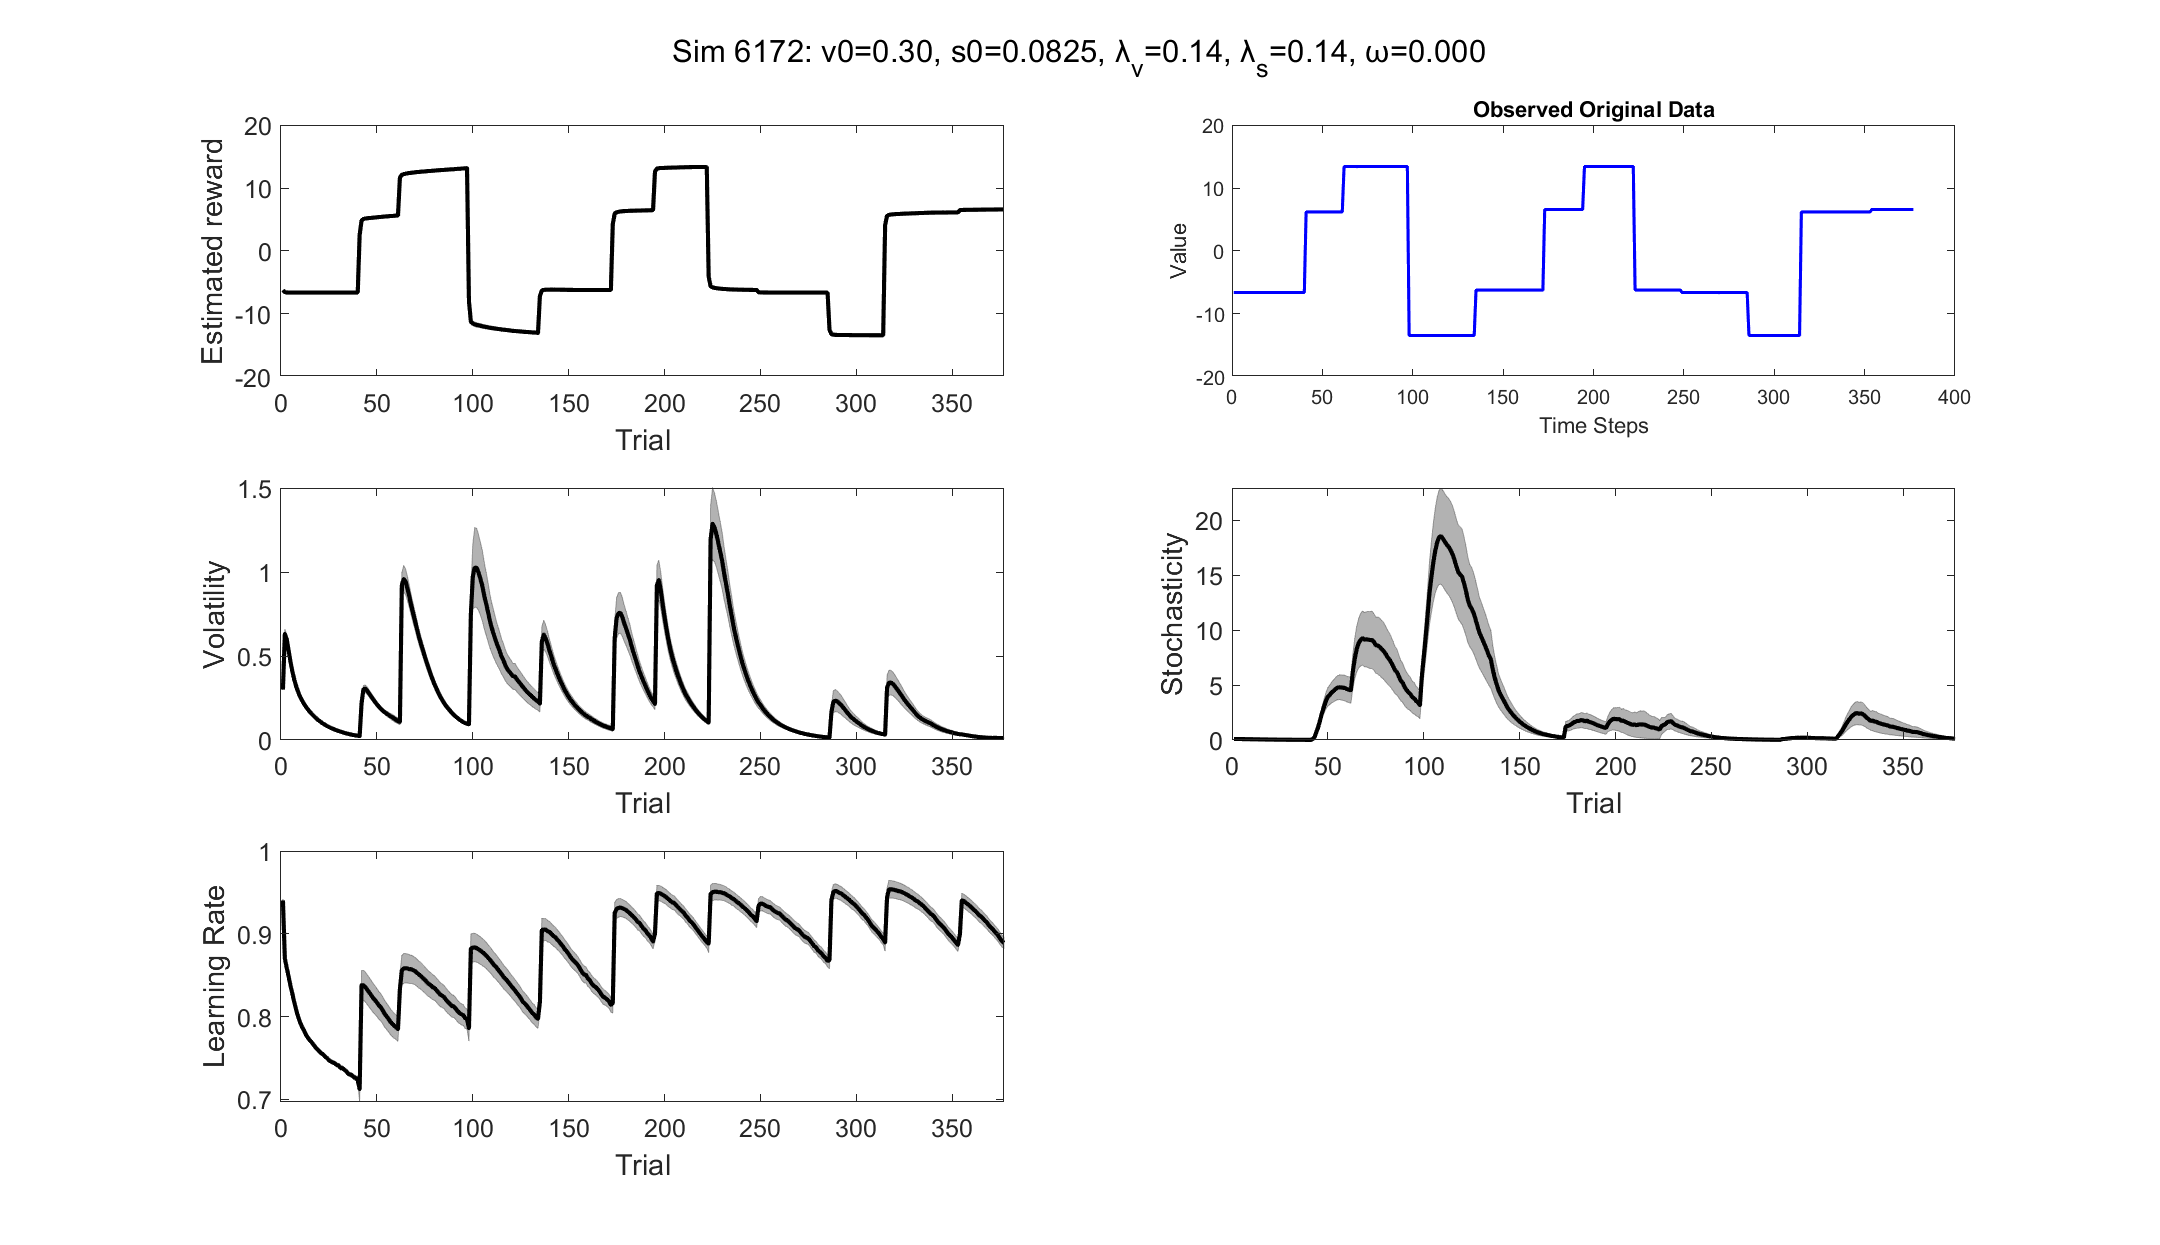 Sim 6172: v0=0.30, s0=0.0825, λv=0.14, λs=0.14, ω=0.000
Estimated reward
20
10
0
-10
-20
0 50 100 150 200 250 300 350
Trial
Observed Original Data
Value
20
10
0
-10
-20
0 50 100 150 200 250 300 350 400
Time Steps
Volatility
1.5
1
0.5
0
0 50 100 150 200 250 300 350
Trial
Stochasticity
20
15
10
5
0
0 50 100 150 200 250 300 350
Trial
Learning Rate
1
0.9
0.8
0.7
0 50 100 150 200 250 300 350
Trial